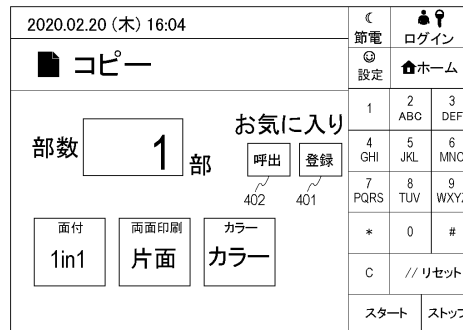 2020.02.20 (木) 16:04
コピー
お気に入り
部数 1 部
呼出 登録
402 401
面付 両面印刷 カラー
1in1 片面 カラー
節電 ログイン
設定 ホーム
1 2 3
ABC DEF
4 5 6
GHI JKL MNO
7 8 9
PQRS TUV WXYZ
* 0 #
C // リセット
スタート ストップ